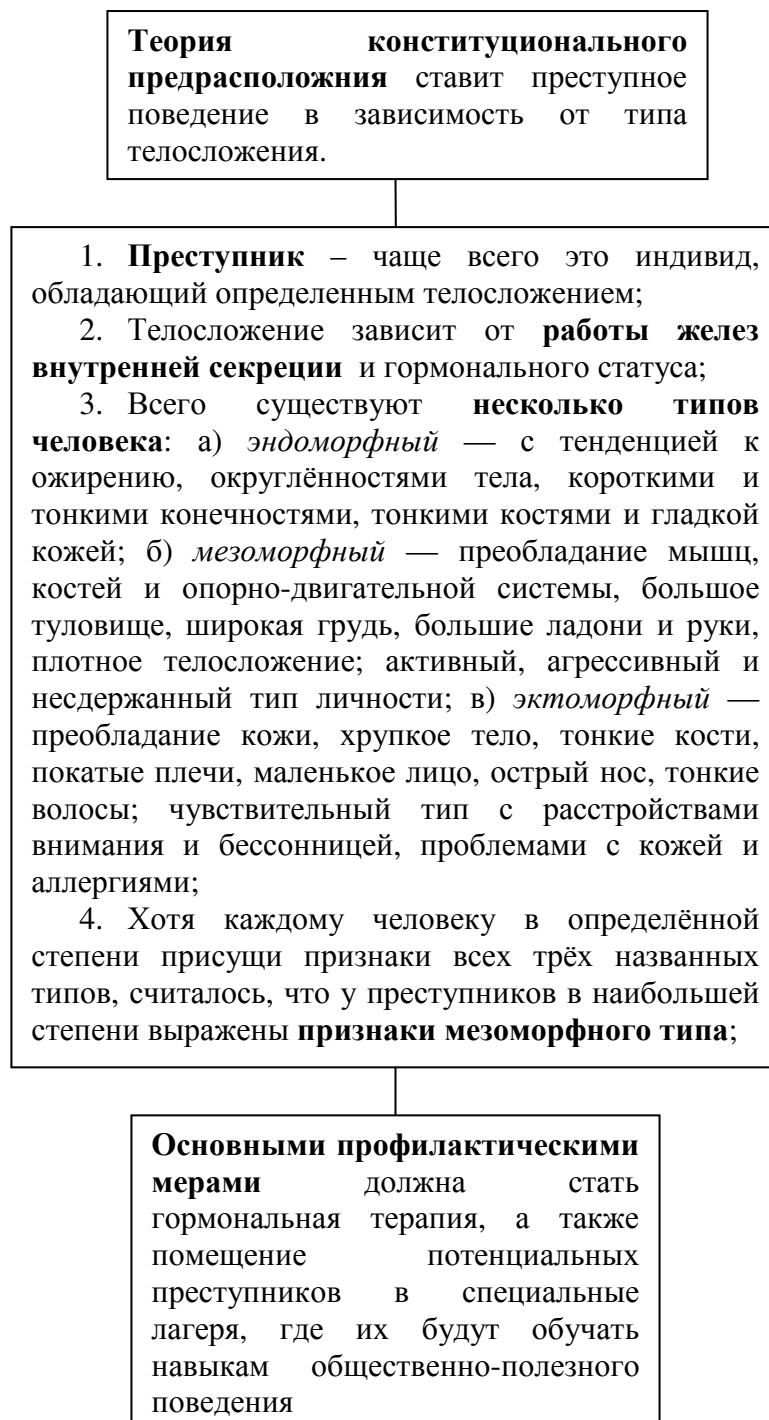 Теория конституционального
предрасположния ставит преступное
поведение в зависимость от типа
телосложения.
1. Преступник – чаще всего это индивид,
обладающий определенным телосложением;
2. Телосложение зависит от работы желез
внутренней секреции и гормонального статуса;
3. Всего существуют несколько типов
человека: а) эндоморфный — с тенденцией к
ожирению, округлённостями тела, короткими и
тонкими конечностями, тонкими костями и гладкой
кожей; б) мезоморфный — преобладание мышц,
костей и опорно-двигательной системы, большое
туловище, широкая грудь, большие ладони и руки,
плотное телосложение; активный, агрессивный и
несдержанный тип личности; в) эктоморфный —
преобладание кожи, хрупкое тело, тонкие кости,
покатые плечи, маленькое лицо, острый нос, тонкие
волосы; чувствительный тип с расстройствами
внимания и бессонницей, проблемами с кожей и
аллергиями;
4. Хотя каждому человеку в определённой
степени присущи признаки всех трёх названных
типов, считалось, что у преступников в наибольшей
степени выражены признаки мезоморфного типа;
Основными профилактическими
мерами должна стать
гормональная терапия, а также
помещение потенциальных
преступников в специальные
лагеря, где их будут обучать
навыкам общественно-полезного
поведения